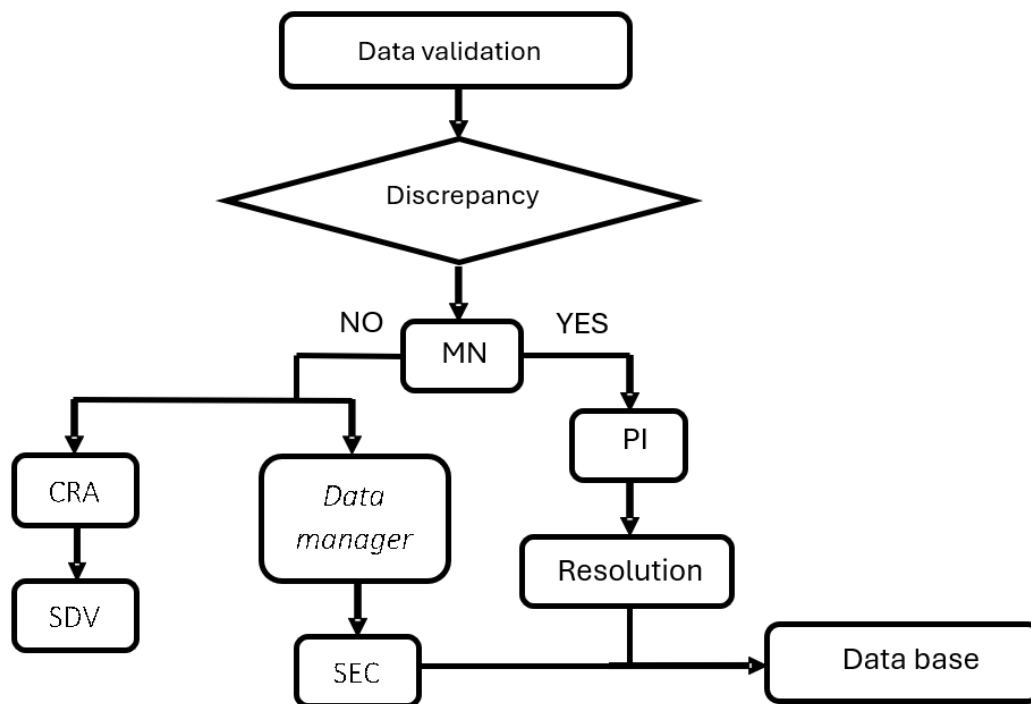 Data validation
Discrepancy
NO
YES
MN
PI
CRA
Data
manager
Resolution
SDV
SEC
Data base